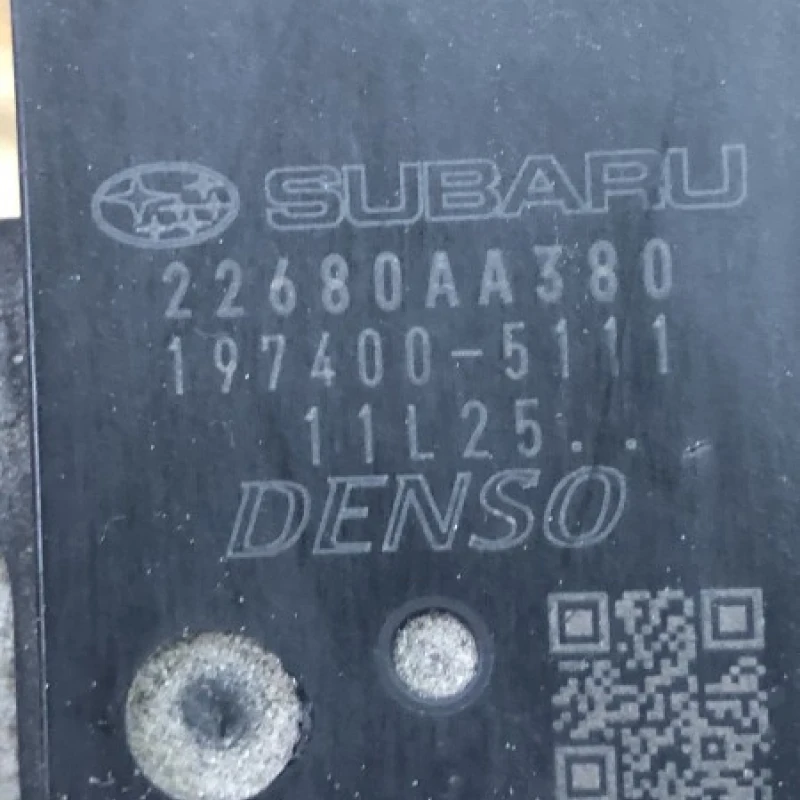 SUBARU
22680AA380
197400-5111
11L25..
DENSO